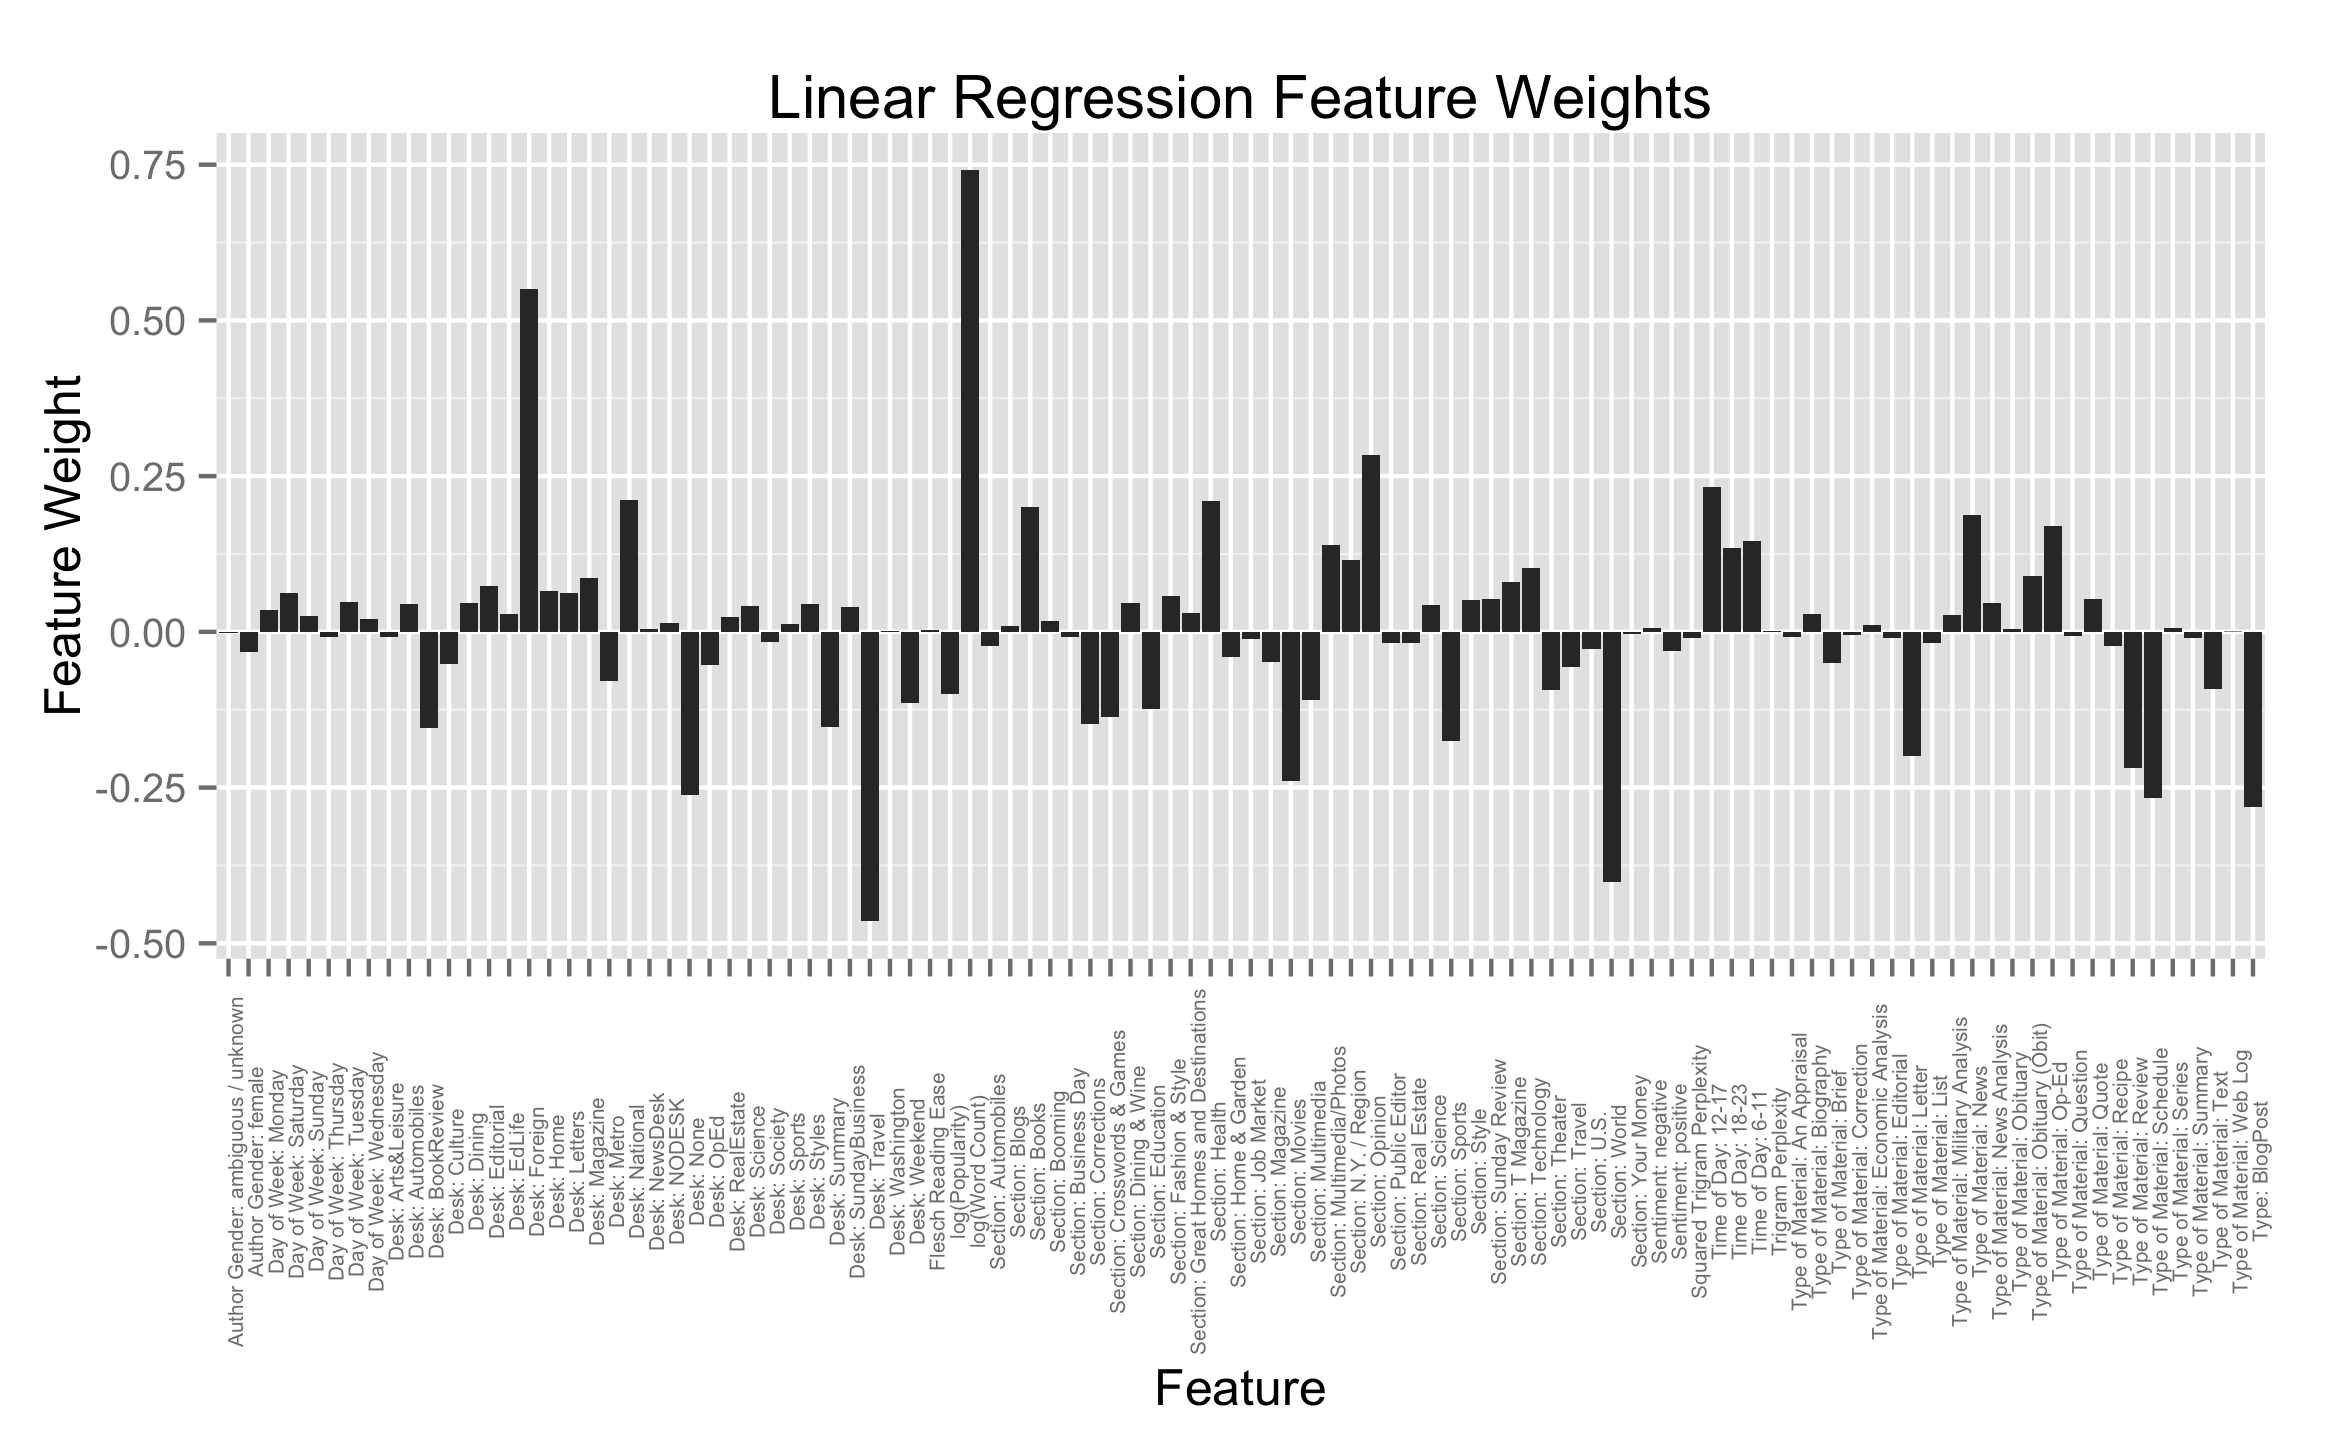 Linear Regression Feature Weights
Feature Weight
0.75
0.50
0.25
0.00
-0.25
-0.50
Author Gender: ambiguous / unknown
Author Gender: female
Day of Week: Monday
Day of Week: Saturday
Day of Week: Sunday
Day of Week: Thursday
Day of Week: Tuesday
Day of Week: Wednesday
Desk: Arts&Leisure
Desk: Automobiles
Desk: BookReview
Desk: Culture
Desk: Dining
Desk: Editorial
Desk: EdLife
Desk: Foreign
Desk: Home
Desk: Letters
Desk: Magazine
Desk: Metro
Desk: National
Desk: NewsDesk
Desk: NODESK
Desk: None
Desk: OpEd
Desk: RealEstate
Desk: Science
Desk: Society
Desk: Sports
Desk: Styles
Desk: Summary
Desk: SundayBusiness
Desk: Travel
Desk: Washington
Desk: Weekend
Flesch Reading Ease
log(Popularity)
log(Word Count)
Section: Automobiles
Section: Blogs
Section: Books
Section: Booming
Section: Business Day
Section: Corrections
Section: Crosswords & Games
Section: Dining & Wine
Section: Education
Section: Fashion & Style
Section: Great Homes and Destinations
Section: Health
Section: Home & Garden
Section: Job Market
Section: Magazine
Section: Movies
Section: Multimedia
Section: Multimedia/Photos
Section: N.Y. / Region
Section: Opinion
Section: Public Editor
Section: Real Estate
Section: Science
Section: Sports
Section: Style
Section: Sunday Review
Section: T Magazine
Section: Technology
Section: Theater
Section: Travel
Section: U.S.
Section: World
Section: Your Money
Sentiment: negative
Sentiment: positive
Squared Trigram Perplexity
Time of Day: 12-17
Time of Day: 18-23
Time of Day: 6-11
Trigram Perplexity
Type of Material: An Appraisal
Type of Material: Biography
Type of Material: Brief
Type of Material: Correction
Type of Material: Economic Analysis
Type of Material: Editorial
Type of Material: Letter
Type of Material: List
Type of Material: Military Analysis
Type of Material: News
Type of Material: News Analysis
Type of Material: Obituary
Type of Material: Obituary (Obit)
Type of Material: Op-Ed
Type of Material: Question
Type of Material: Quote
Type of Material: Recipe
Type of Material: Review
Type of Material: Schedule
Type of Material: Series
Type of Material: Summary
Type of Material: Text
Type of Material: Web Log
Type: BlogPost
Feature